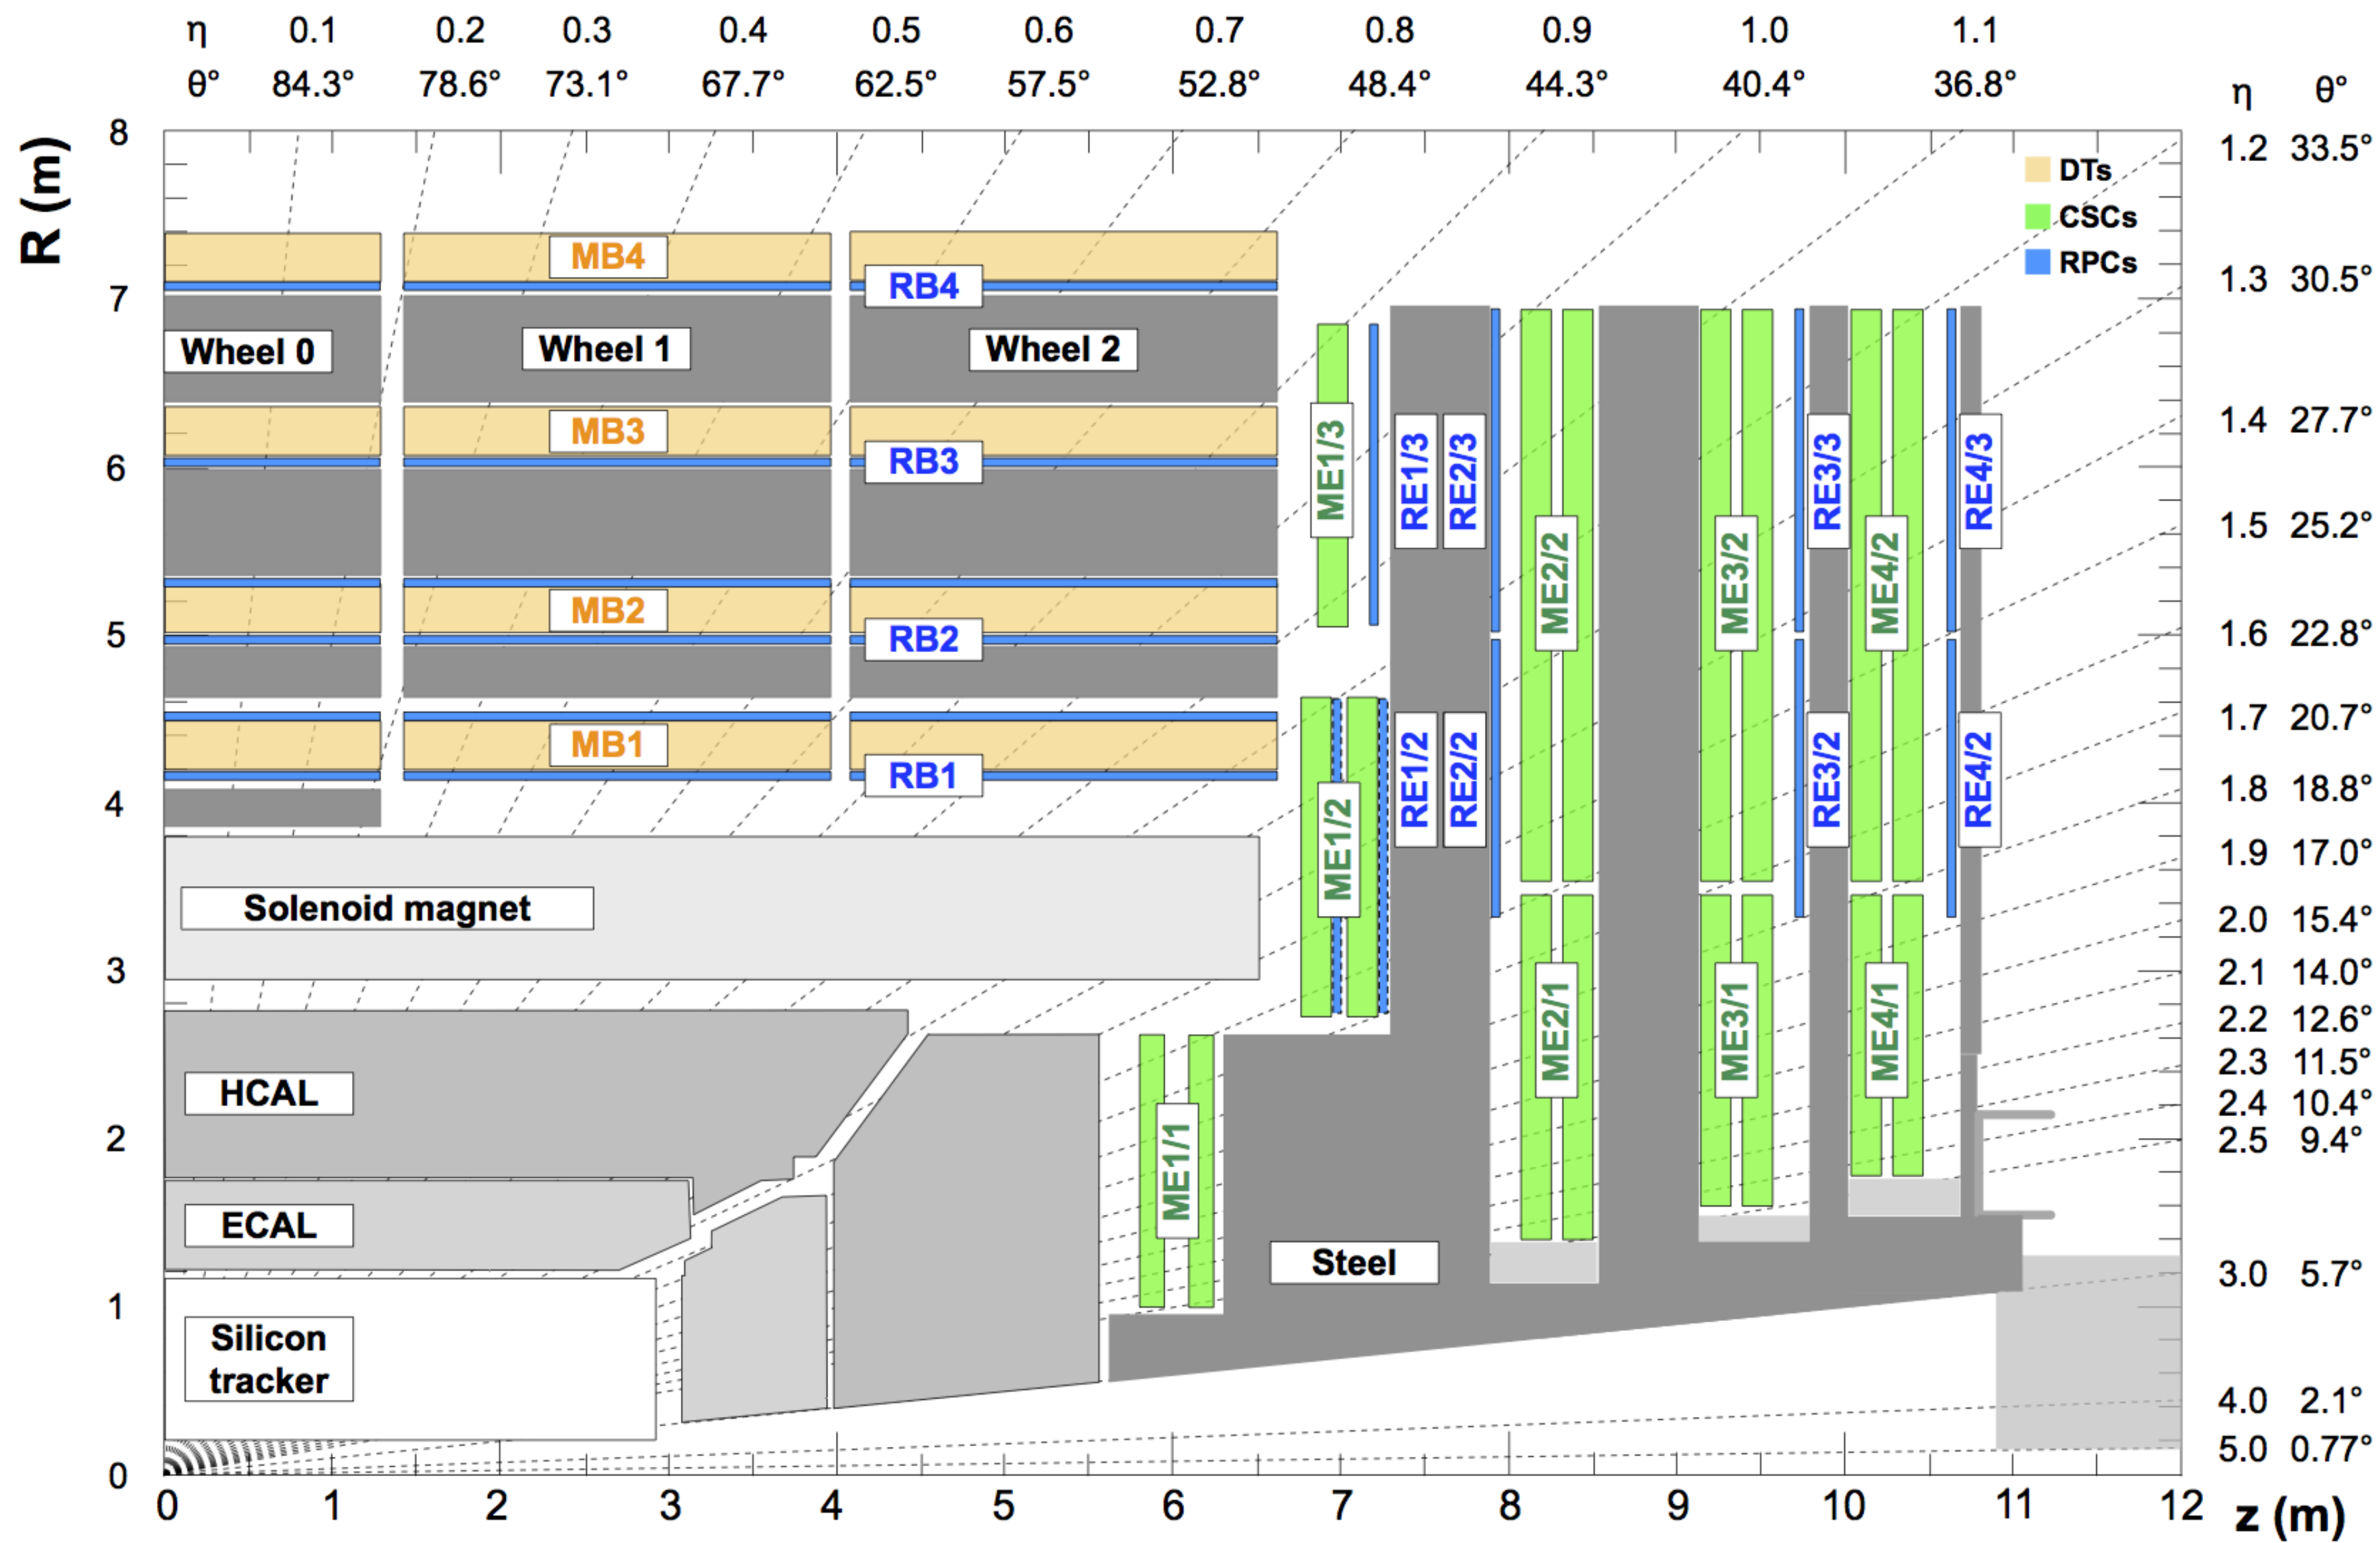 η 0.1 0.2 0.3 0.4 0.5 0.6 0.7 0.8 0.9 1.0 1.1
θ° 84.3° 78.6° 73.1° 67.7° 62.5° 57.5° 52.8° 48.4° 44.3° 40.4° 36.8°
η θ°
1.2 33.5°
1.3 30.5°
1.4 27.7°
1.5 25.2°
1.6 22.8°
1.7 20.7°
1.8 18.8°
1.9 17.0°
2.0 15.4°
2.1 14.0°
2.2 12.6°
2.3 11.5°
2.4 10.4°
2.5 9.4°
3.0 5.7°
4.0 2.1°
5.0 0.77°
R (m)
8
7
6
5
4
3
2
1
0
DTs
CSCs
RPCs
MB4
RB4
Wheel 0
Wheel 1
Wheel 2
MB3
RB3
MB2
RB2
MB1
RB1
Solenoid magnet
HCAL
ECAL
Silicon
tracker
Steel
ME1/3
RE1/3
RE2/3
ME2/2
ME3/2
RE3/3
ME4/2
RE4/3
ME1/2
RE1/2
RE2/2
RE3/2
RE4/2
ME1/1
ME2/1
ME3/1
ME4/1
0 1 2 3 4 5 6 7 8 9 10 11 12
z (m)